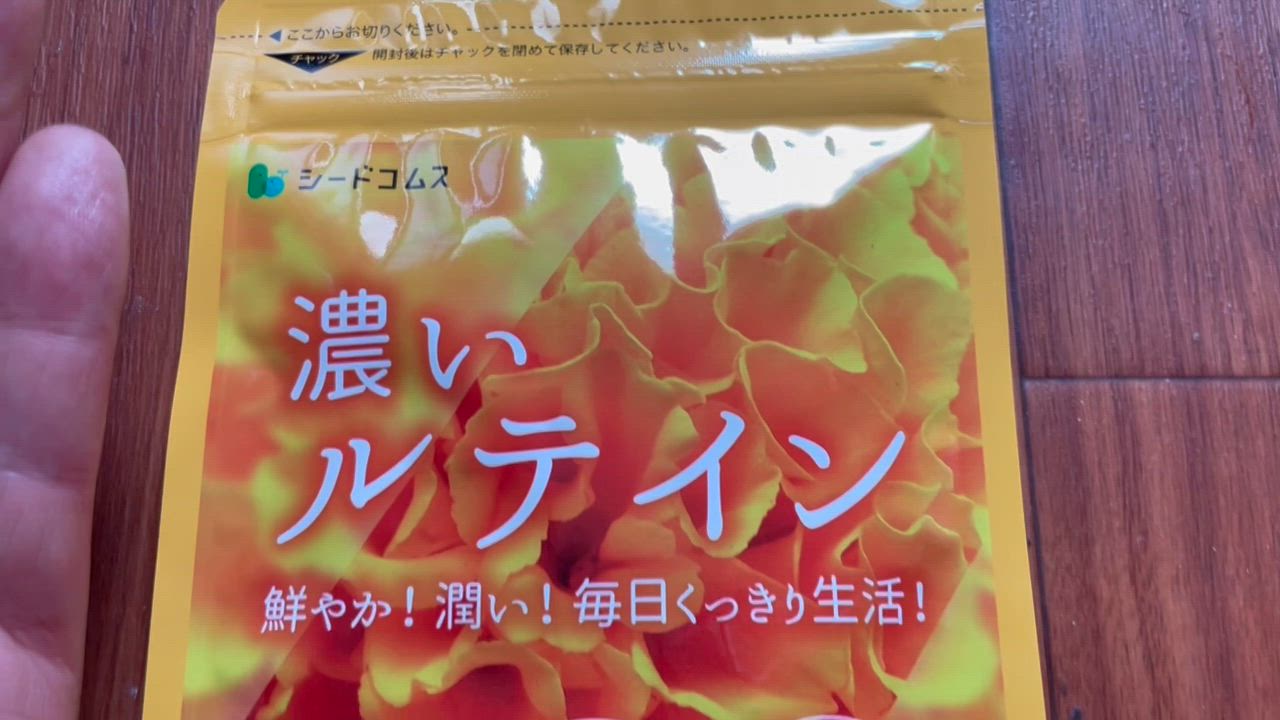 ここからお切りください。
チャック 開封後はチャックを閉めて保存してください。
シードコムス
濃い
ルテイン
鮮やか！潤い！毎日くっきり生活！